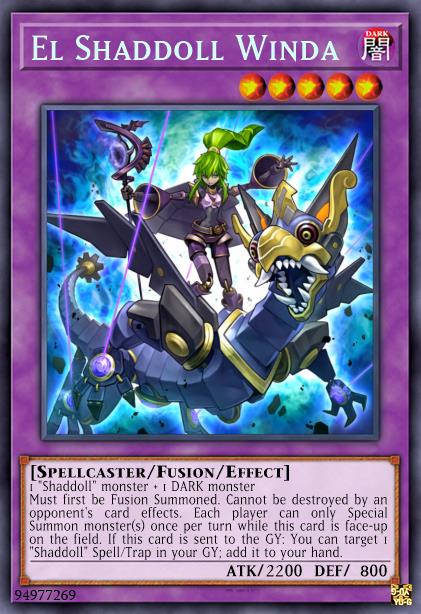 El Shaddoll Winda
DARK
闇
[Spellcaster/Fusion/Effect]
1 "Shaddoll" monster + 1 DARK monster
Must first be Fusion Summoned. Cannot be destroyed by an
opponent's card effects. Each player can only Special
Summon monster(s) once per turn while this card is face-up
on the field. If this card is sent to the GY: You can target 1
"Shaddoll" Spell/Trap in your GY; add it to your hand.
ATK/2200 DEF/ 800
94977269